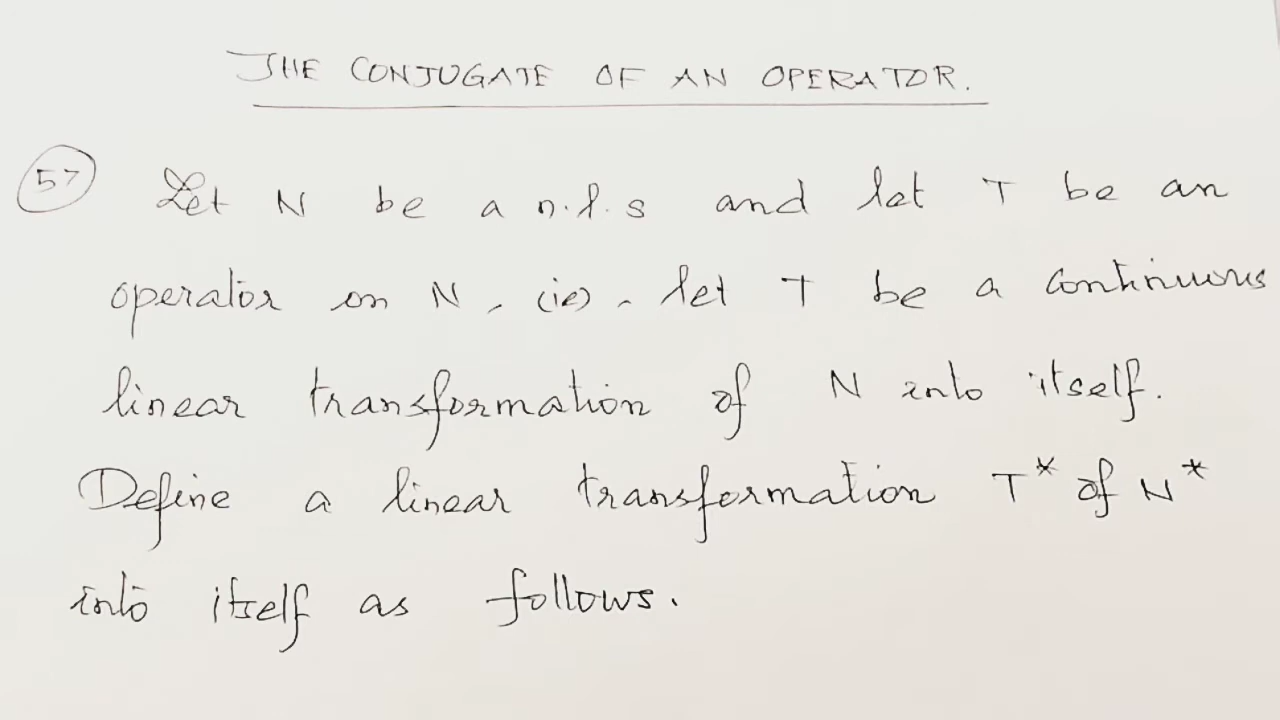 THE CONJUGATE OF AN OPERATOR.
57 Let N be a n.l.s and let T be an
operator on N, (ie), let T be a continuous
linear transformation of N into itself.
Define a linear transformation T* of N*
into itself as follows.